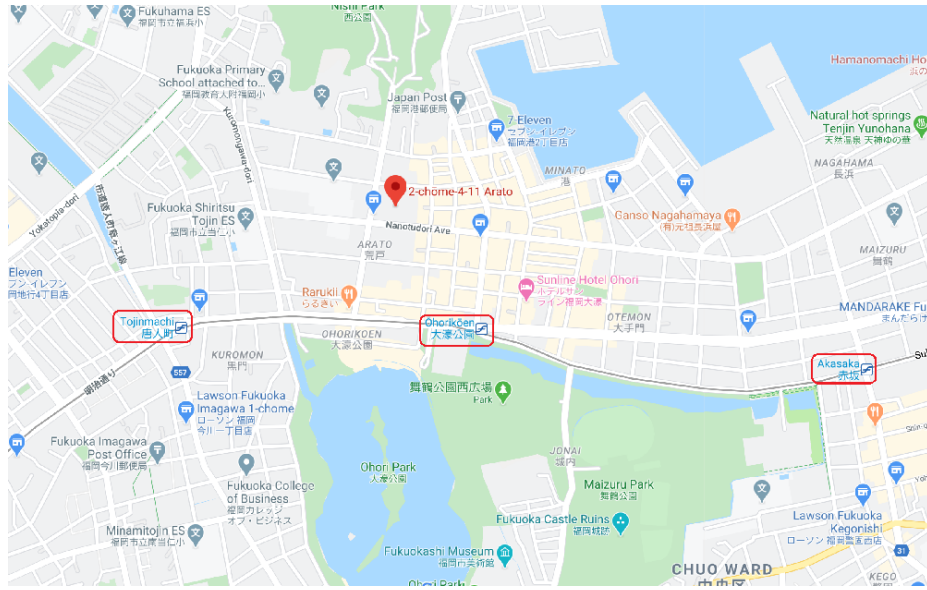 Fukuhama ES
福岡市立福浜小
Nishi Park
西公園
Hamanomachi Ho
浜の
Fukuoka Primary
School attached to...
福岡教育大附福岡小
Japan Post
福岡港郵便局
7-Eleven
セブン-イレブン
福岡港2丁目店
Natural hot springs
Tenjin Yunohana
天然温泉 天神ゆの華
Kuromongawa-dori
MINATO
港
NAGAHAMA
長浜
2-chōme-4-11 Arato
Yokatopia-dori
Fukuoka Shiritsu
Tojin ES
福岡市立当仁小
Nanotudori Ave
Ganso Nagahamaya
(有)元祖長浜屋
ARATO
荒戸
MAIZURU
舞鶴
Eleven
ブン-イレブン
岡地行4丁目店
Rarukii
らるきい
Sunline Hotel Ohori
ホテルサン
ライン福岡大濠
MANDARAKE Fu
まんだらけ
Tojinmachi
唐人町
Ohorikōen
大濠公園
OTEMON
大手門
OHORIKOEN
大濠公園
KUROMON
黒門
Akasaka
赤坂
明治通り
557
舞鶴公園西広場
Park
Lawson Fukuoka
Imagawa 1-chome
ローソン 福岡
今川一丁目店
Fukuoka Imagawa
Post Office
福岡今川郵便局
JONAI
城内
Ohori Park
大濠公園
Fukuoka College
of Business
福岡カレッジ
オブ・ビジネス
Maizuru Park
舞鶴公園
Fukuoka Castle Ruins
福岡城跡
Lawson Fukuoka
Kegonishi
Minamitojin ES
福岡市立南当仁小
Fukuokashi Museum
福岡市美術館
31
CHUO WARD
中央区
KEGO
警固
Ohori Park